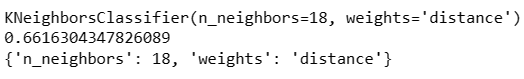 KNeighborsClassifier(n_neighbors=18, weights='distance')
0.6616304347826089
{'n_neighbors': 18, 'weights': 'distance'}